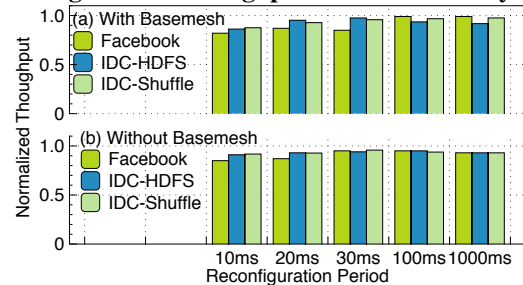 1.0
0.5
0
(a) With Basemesh
Facebook
IDC-HDFS
IDC-Shuffle
1.0
0.5
0
(b) Without Basemesh
Facebook
IDC-HDFS
IDC-Shuffle
Normalized Thoughput
10ms 20ms 30ms 100ms 1000ms
Reconfiguration Period